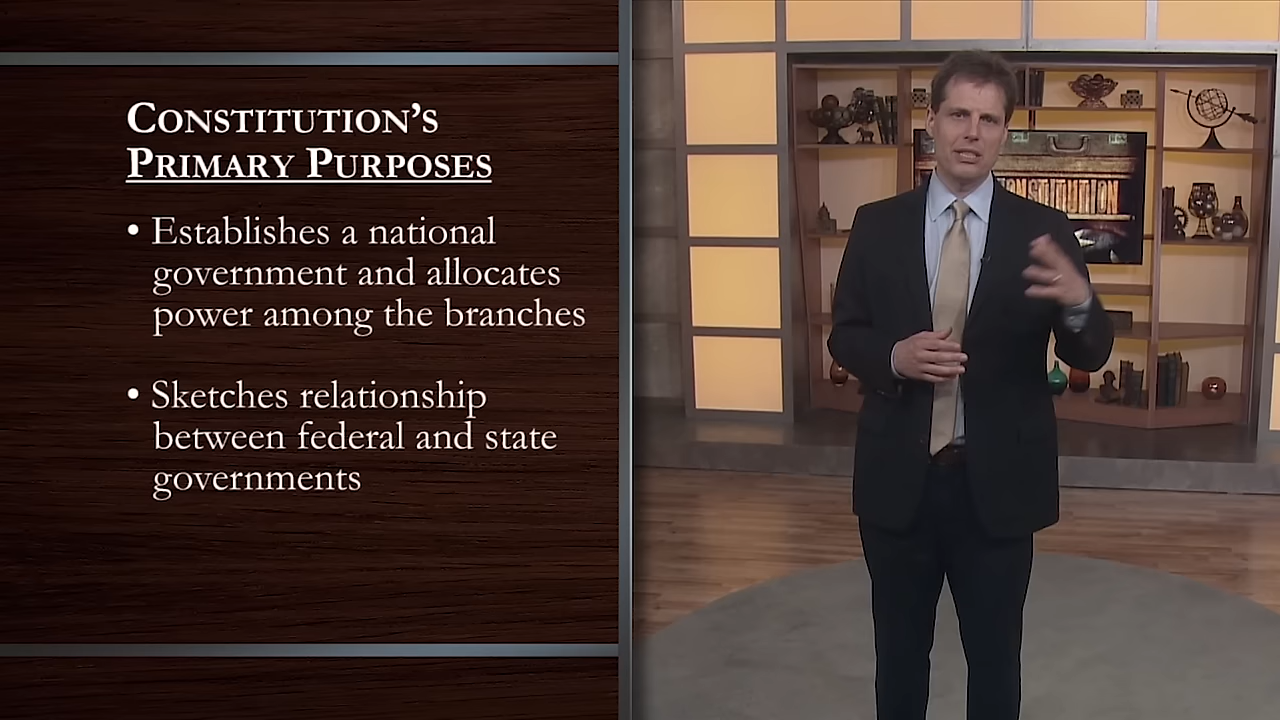 CONSTITUTION'S
PRIMARY PURPOSES
• Establishes a national
government and allocates
power among the branches
• Sketches relationship
between federal and state
governments
CONSTITUTION